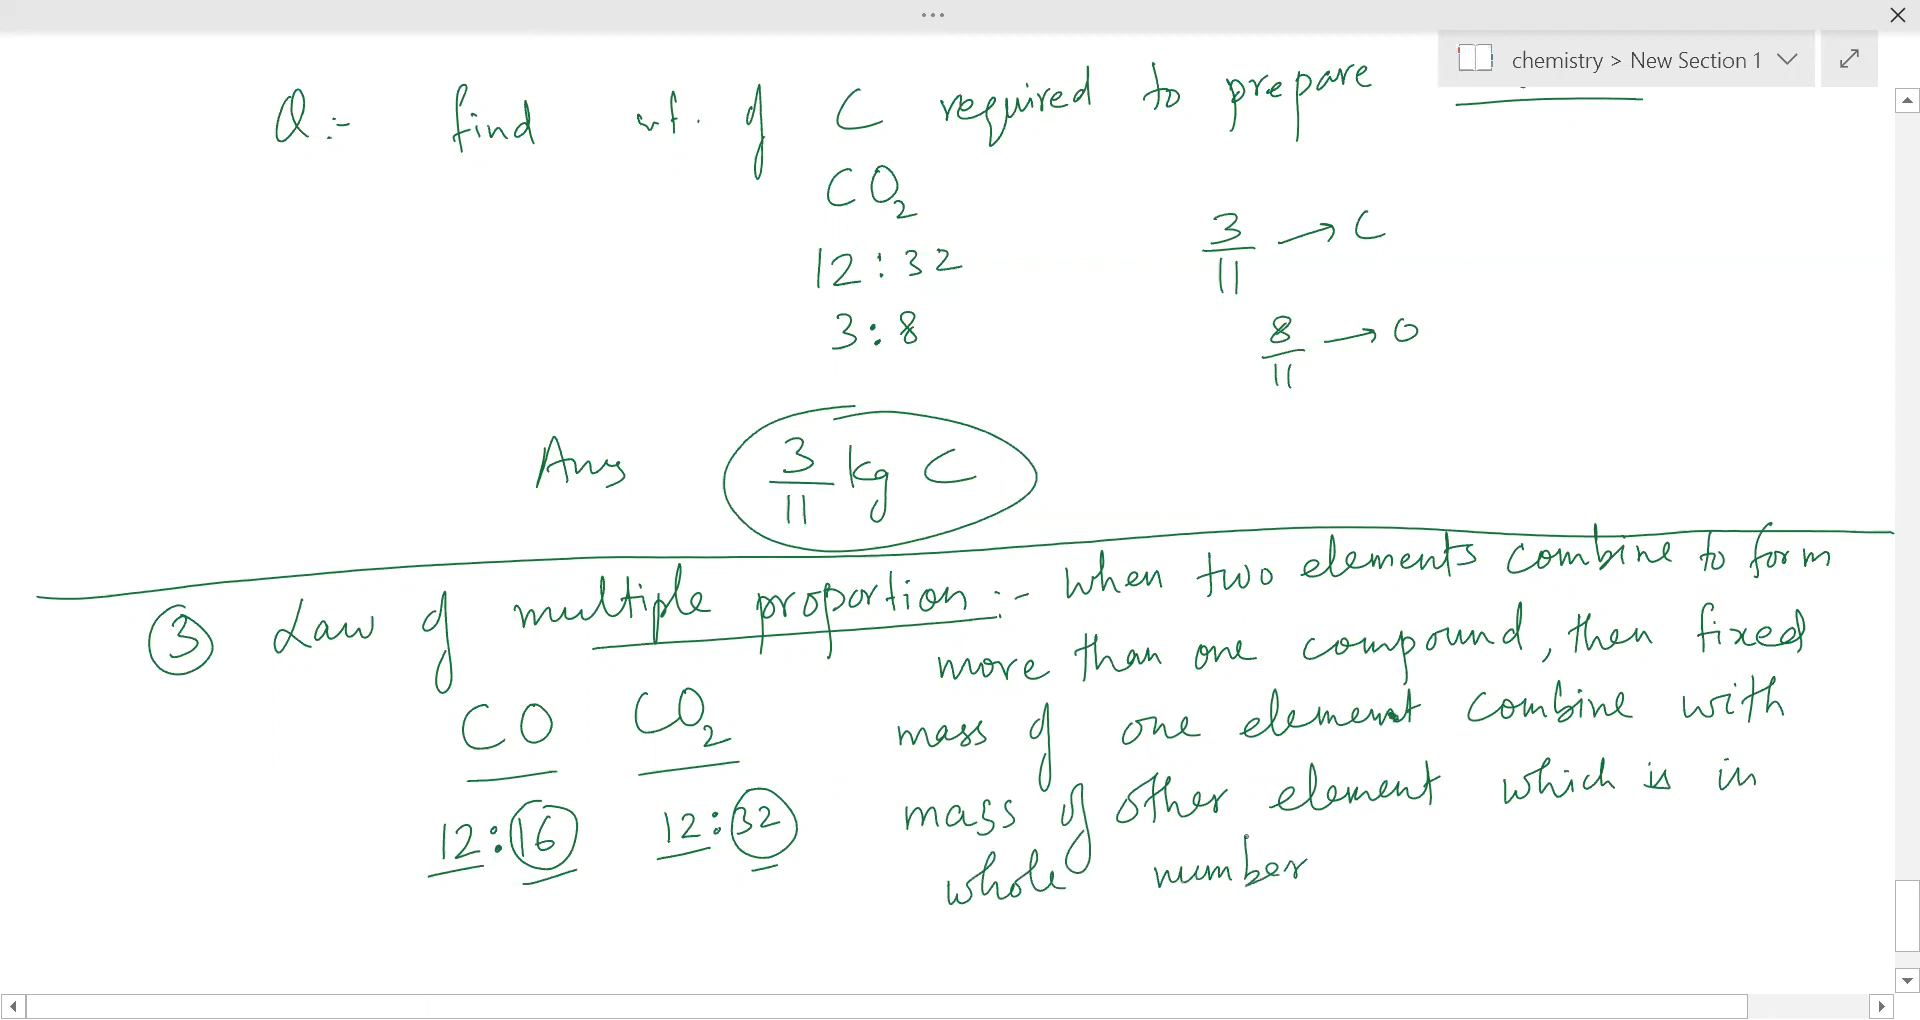 ...
chemistry > New Section 1
Q:- find wt. of C required to prepare
CO₂
12:32
3:8
3/11 → C
8/11 → O
Ans 3/11 kg C
③ Law of multiple proportion:- when two elements combine to form
more than one compound, then fixed
mass of one element combine with
mass of other element which is in
whole number
CO CO₂
12:16 12:32